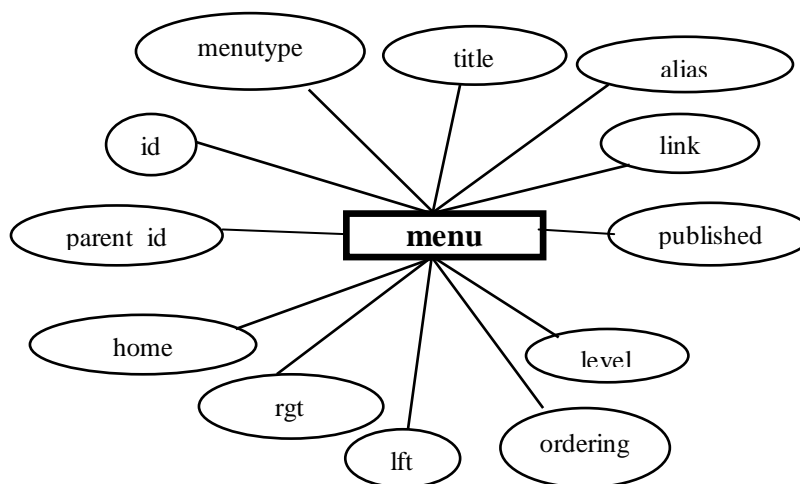 menutype
title
alias
id
link
parent id
menu
published
home
level
rgt
ordering
lft